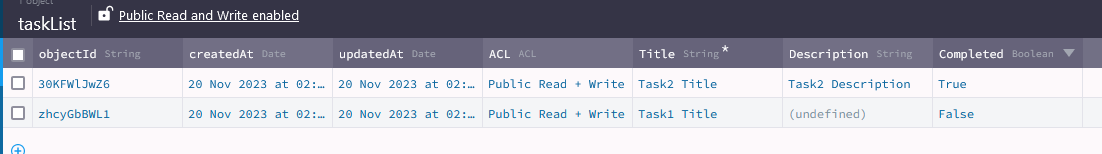 1 object
taskList Public Read and Write enabled
objectId String createdAt Date updatedAt Date ACL ACL Title String * Description String Completed Boolean
30KFWlJwZ6 20 Nov 2023 at 02:... 20 Nov 2023 at 02:... Public Read + Write Task2 Title Task2 Description True
zhcyGbBWL1 20 Nov 2023 at 02:... 20 Nov 2023 at 02:... Public Read + Write Task1 Title (undefined) False